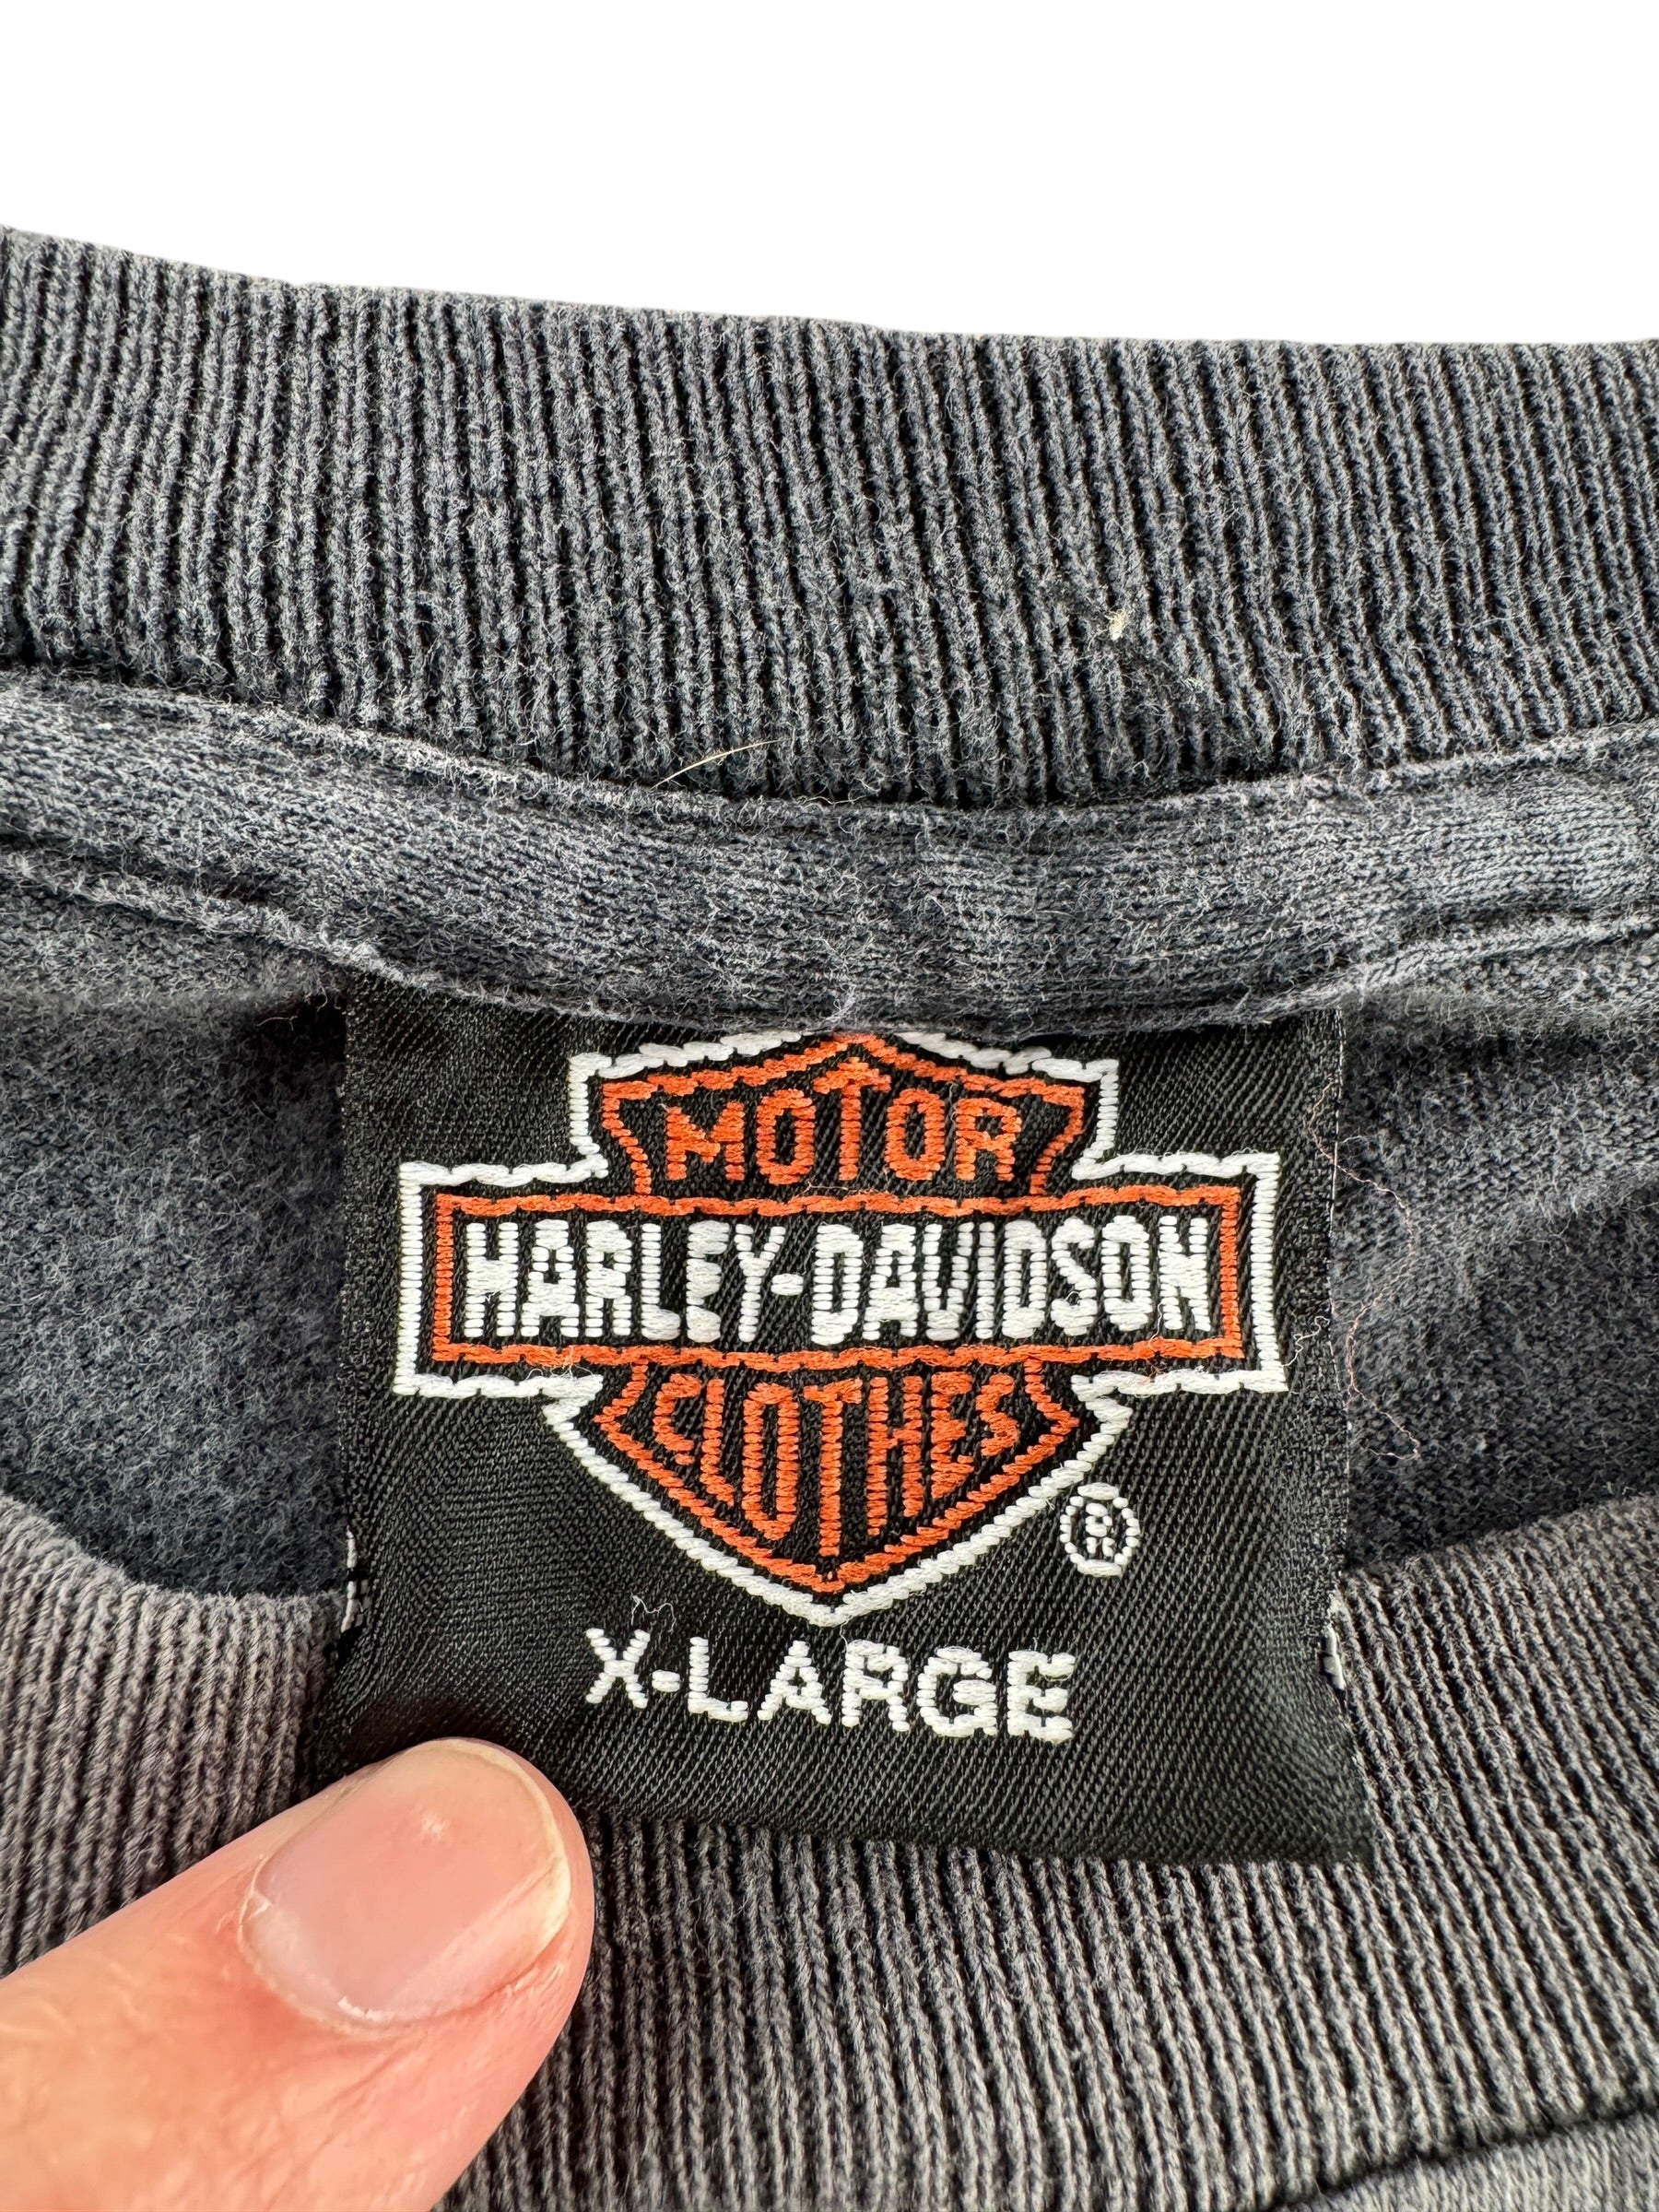 MOTOR
HARLEY-DAVIDSON
CLOTHES
®
X-LARGE